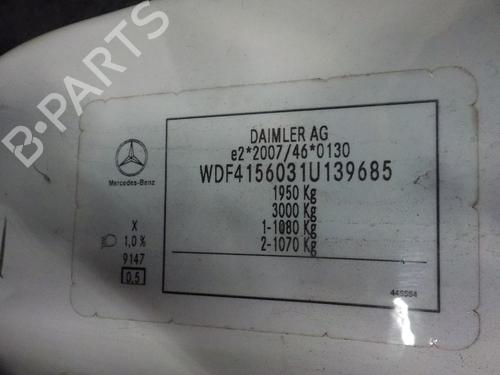 B-PARTS
DAIMLER AG
e2*2007/46*0130
WDF4156031U139685
1950 Kg
3000 Kg
1-1080 Kg
2-1070 Kg
Mercedes-Benz
X
1,0%
9147
0.5